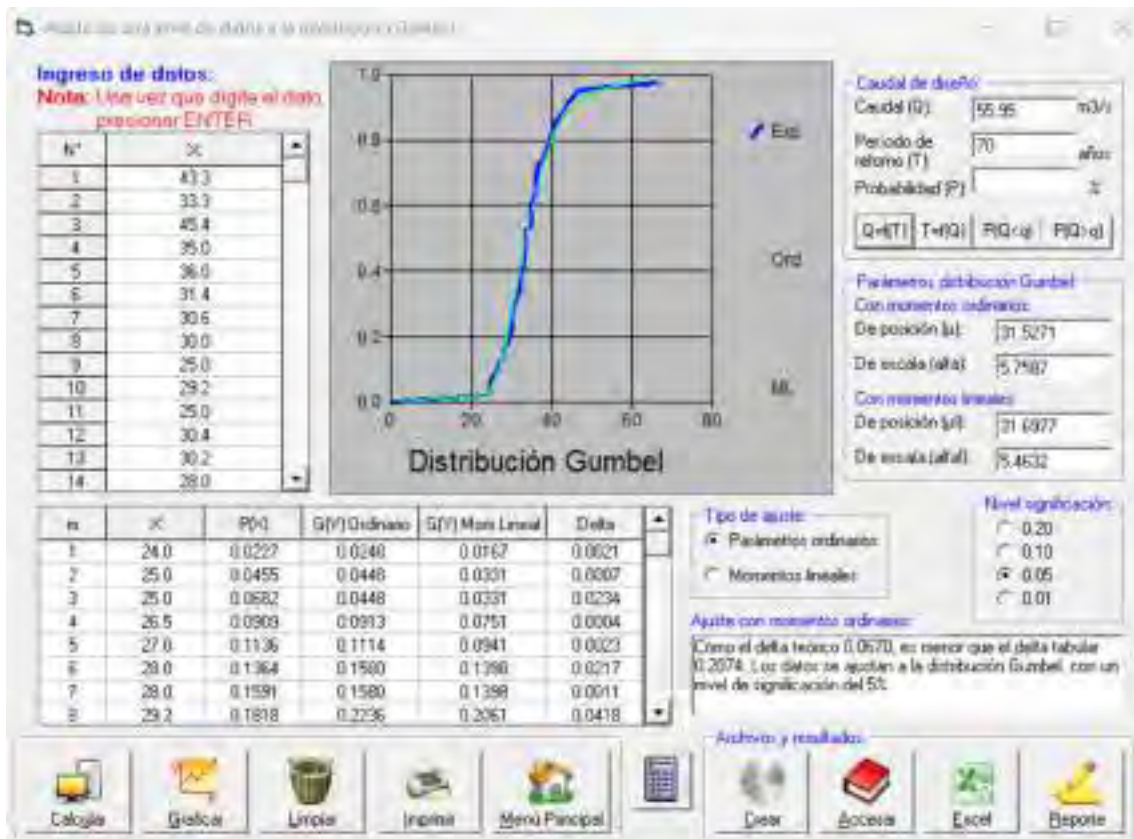 Ajuste de una serie de datos a la distribución Gumbel
Ingreso de datos:
Nota: Una vez que digite el dato,
presionar ENTER
N° X
1 43.3
2 33.3
3 45.4
4 35.0
5 36.0
6 31.4
7 30.6
8 30.0
9 25.0
10 29.2
11 25.0
12 30.4
13 30.2
14 28.0
1.0
0.8
0.6
0.4
0.2
0.0
0 20 40 60 80
Distribución Gumbel
Exp
Ord
ML
Caudal de diseño:
Caudal (Q): 55.95 m3/s
Periodo de
retorno (T): 70 años
Probabilidad (P): %
Q=f(T) T=f(Q) P(Q<q) P(Q>q)
Parámetros distribución Gumbel:
Con momentos ordinarios:
De posición (u): 31.5271
De escala (alfa): 5.7507
Con momentos lineales:
De posición (ul): 31.6977
De escala (alfal): 5.4632
m X P(X) G(Y) Ordinario G(Y) Mom Lineal Delta
1 24.0 0.0227 0.0248 0.0167 0.0021
2 25.0 0.0455 0.0448 0.0331 0.0007
3 25.0 0.0682 0.0448 0.0331 0.0234
4 26.5 0.0909 0.0913 0.0751 0.0004
5 27.0 0.1136 0.1114 0.0941 0.0023
6 28.0 0.1364 0.1580 0.1398 0.0217
7 28.0 0.1591 0.1580 0.1398 0.0011
8 29.2 0.1818 0.2236 0.2061 0.0418
Tipo de ajuste:
Parámetros ordinarios
Momentos lineales
Nivel significación:
0.20
0.10
0.05
0.01
Ajuste con momentos ordinarios:
Como el delta teórico 0.0670, es menor que el delta tabular
0.2074. Los datos se ajustan a la distribución Gumbel, con un
nivel de significación del 5%
Archivos y resultados
Calcular Graficar Limpiar Imprimir Menú Principal Crear Accesar Excel Reporte